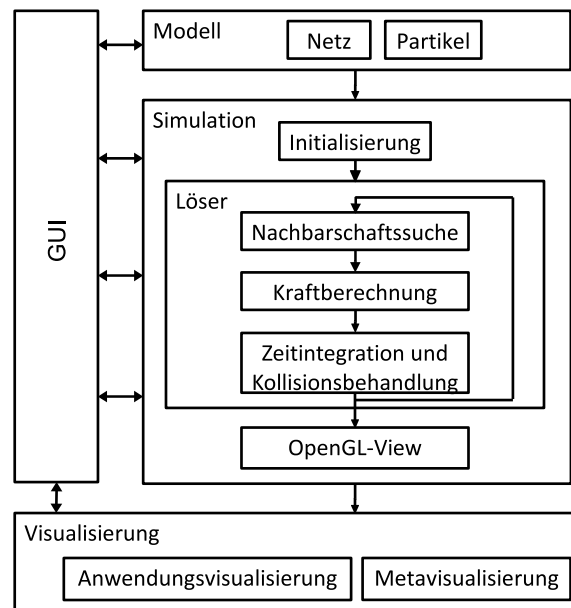 GUI
Modell
Netz
Partikel
Simulation
Initialisierung
Löser
Nachbarschaftssuche
Kraftberechnung
Zeitintegration und
Kollisionsbehandlung
OpenGL-View
Visualisierung
Anwendungsvisualisierung
Metavisualisierung